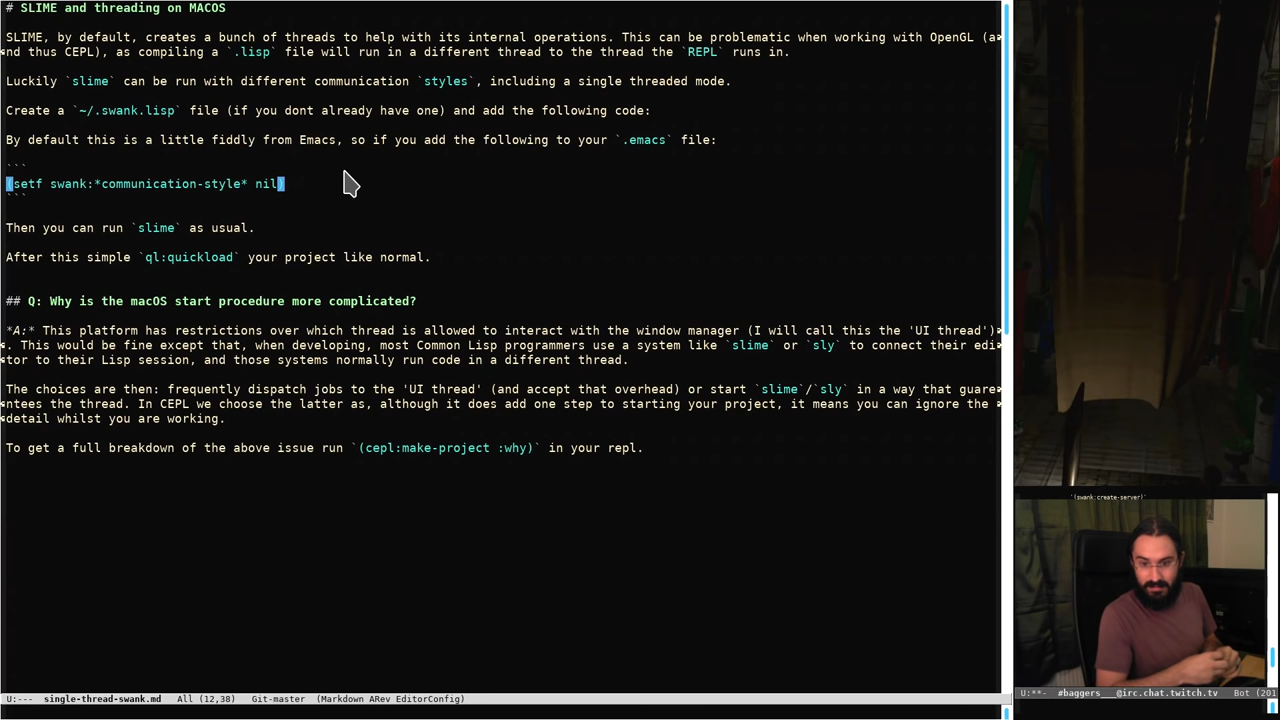 # SLIME and threading on MACOS
SLIME, by default, creates a bunch of threads to help with its internal operations. This can be problematic when working with OpenGL (a
nd thus CEPL), as compiling a `.lisp` file will run in a different thread to the thread the `REPL` runs in.
Luckily `slime` can be run with different communication `styles`, including a single threaded mode.
Create a `~/.swank.lisp` file (if you dont already have one) and add the following code:
By default this is a little fiddly from Emacs, so if you add the following to your `.emacs` file:
```
(setf swank:*communication-style* nil)
```
Then you can run `slime` as usual.
After this simple `ql:quickload` your project like normal.
## Q: Why is the macOS start procedure more complicated?
*A:* This platform has restrictions over which thread is allowed to interact with the window manager (I will call this the 'UI thread')
. This would be fine except that, when developing, most Common Lisp programmers use a system like `slime` or `sly` to connect their edi
tor to their Lisp session, and those systems normally run code in a different thread.
The choices are then: frequently dispatch jobs to the 'UI thread' (and accept that overhead) or start `slime`/`sly` in a way that guare
ntees the thread. In CEPL we choose the latter as, although it does add one step to starting your project, it means you can ignore the
detail whilst you are working.
To get a full breakdown of the above issue run `(cepl:make-project :why)` in your repl.
`(swank:create-server)`
U:--- single-thread-swank.md All (12,38) Git-master (Markdown ARev EditorConfig)
U:**- #baggers___@irc.chat.twitch.tv Bot (201